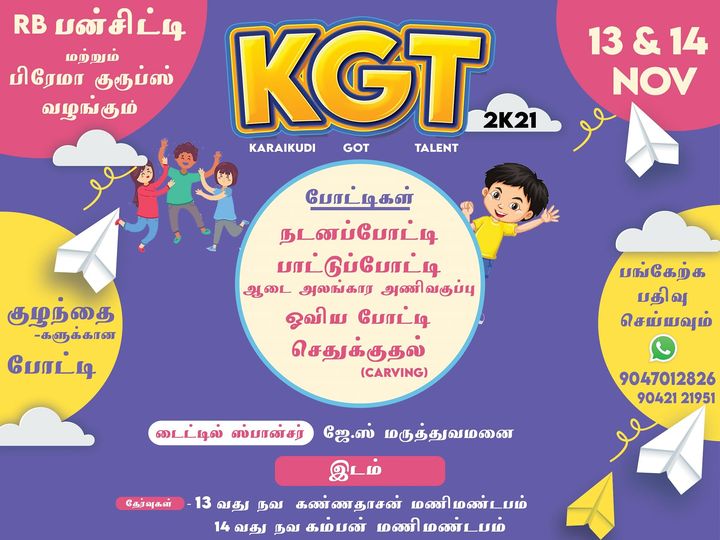 RB பன்சிட்டி
மற்றும்
பிரேமா குரூப்ஸ்
வழங்கும்
KGT
2K21
KARAIKUDI GOT TALENT
13 & 14
NOV
போட்டிகள்
நடனப்போட்டி
பாட்டுப்போட்டி
ஆடை அலங்கார அணிவகுப்பு
ஓவிய போட்டி
செதுக்குதல்
(CARVING)
குழந்தை
-களுக்கான
போட்டி
பங்கேற்க
பதிவு
செய்யவும்
9047012826
90421 21951
டைட்டில் ஸ்பான்சர் ஜே.ஸ் மருத்துவமனை
இடம்
தேர்வுகள் - 13 வது நவ கண்ணதாசன் மணிமண்டபம்
14 வது நவ கம்பன் மணிமண்டபம்